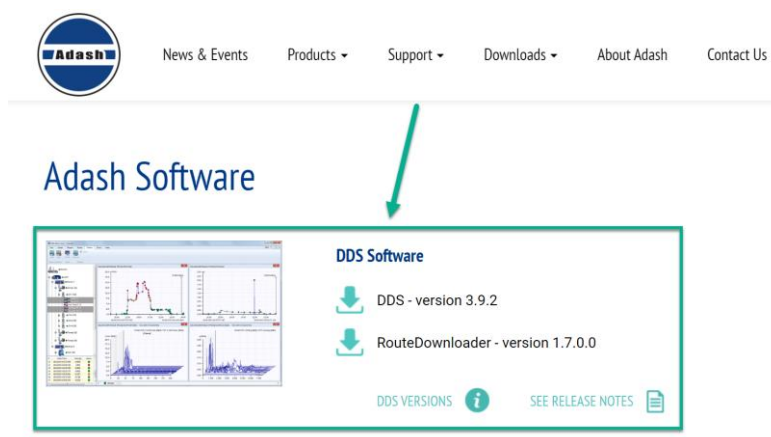 Adash
News & Events
Products
Support
Downloads
About Adash
Contact Us
Adash Software
DDS Software
DDS - version 3.9.2
RouteDownloader - version 1.7.0.0
DDS VERSIONS
SEE RELEASE NOTES